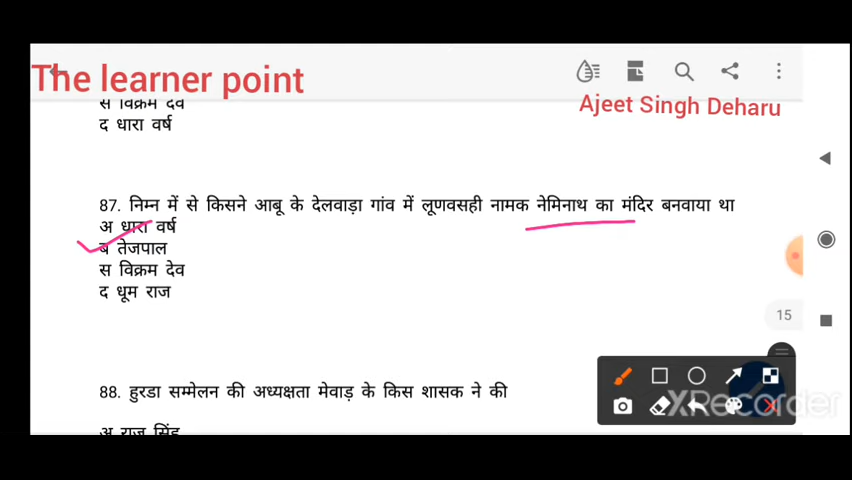 The learner point
Ajeet Singh Deharu
स विक्रम देव
द धारा वर्ष
87. निम्न में से किसने आबू के देलवाड़ा गांव में लूणवसही नामक नेमिनाथ का मंदिर बनवाया था
अ धारा वर्ष
ब तेजपाल
स विक्रम देव
द धूम राज
15
88. हुरडा सम्मेलन की अध्यक्षता मेवाड़ के किस शासक ने की
अ राज सिंह
XRecorder